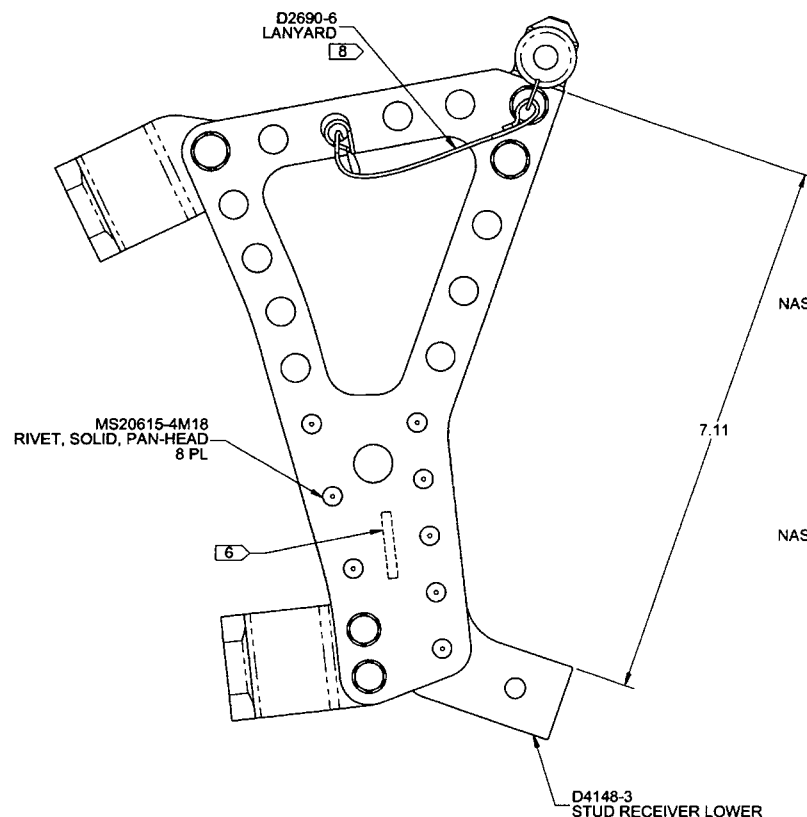 D2690-6
LANYARD
8
NAS
7.11
MS20615-4M18
RIVET, SOLID, PAN-HEAD
8 PL
NAS
6
D4148-3
STUD RECEIVER LOWER